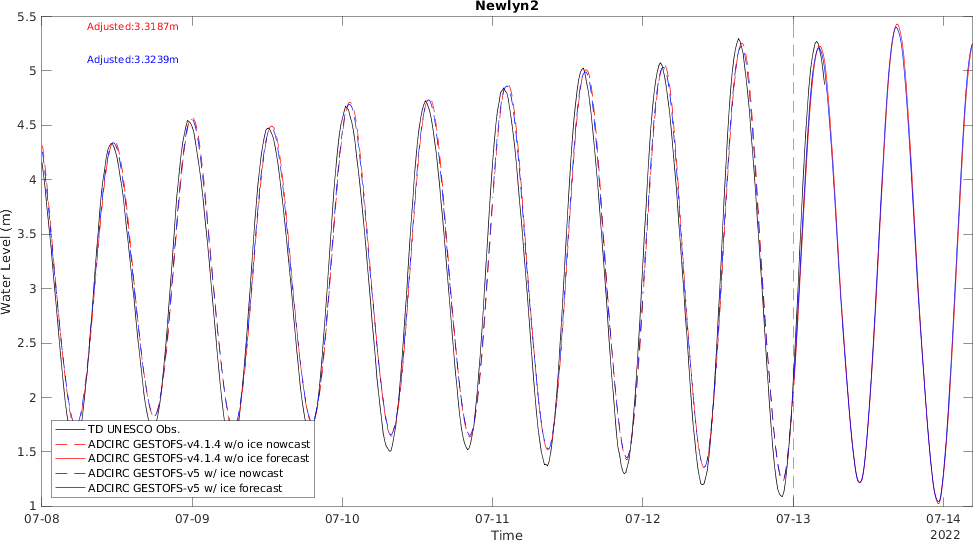 Newlyn2
Adjusted:3.3187m
Adjusted:3.3239m
5.5
5
4.5
4
3.5
3
2.5
2
1.5
1
Water Level (m)
TD UNESCO Obs.
ADCIRC GESTOFS-v4.1.4 w/o ice nowcast
ADCIRC GESTOFS-v4.1.4 w/o ice forecast
ADCIRC GESTOFS-v5 w/ ice nowcast
ADCIRC GESTOFS-v5 w/ ice forecast
07-08 07-09 07-10 07-11 07-12 07-13 07-14
Time
2022